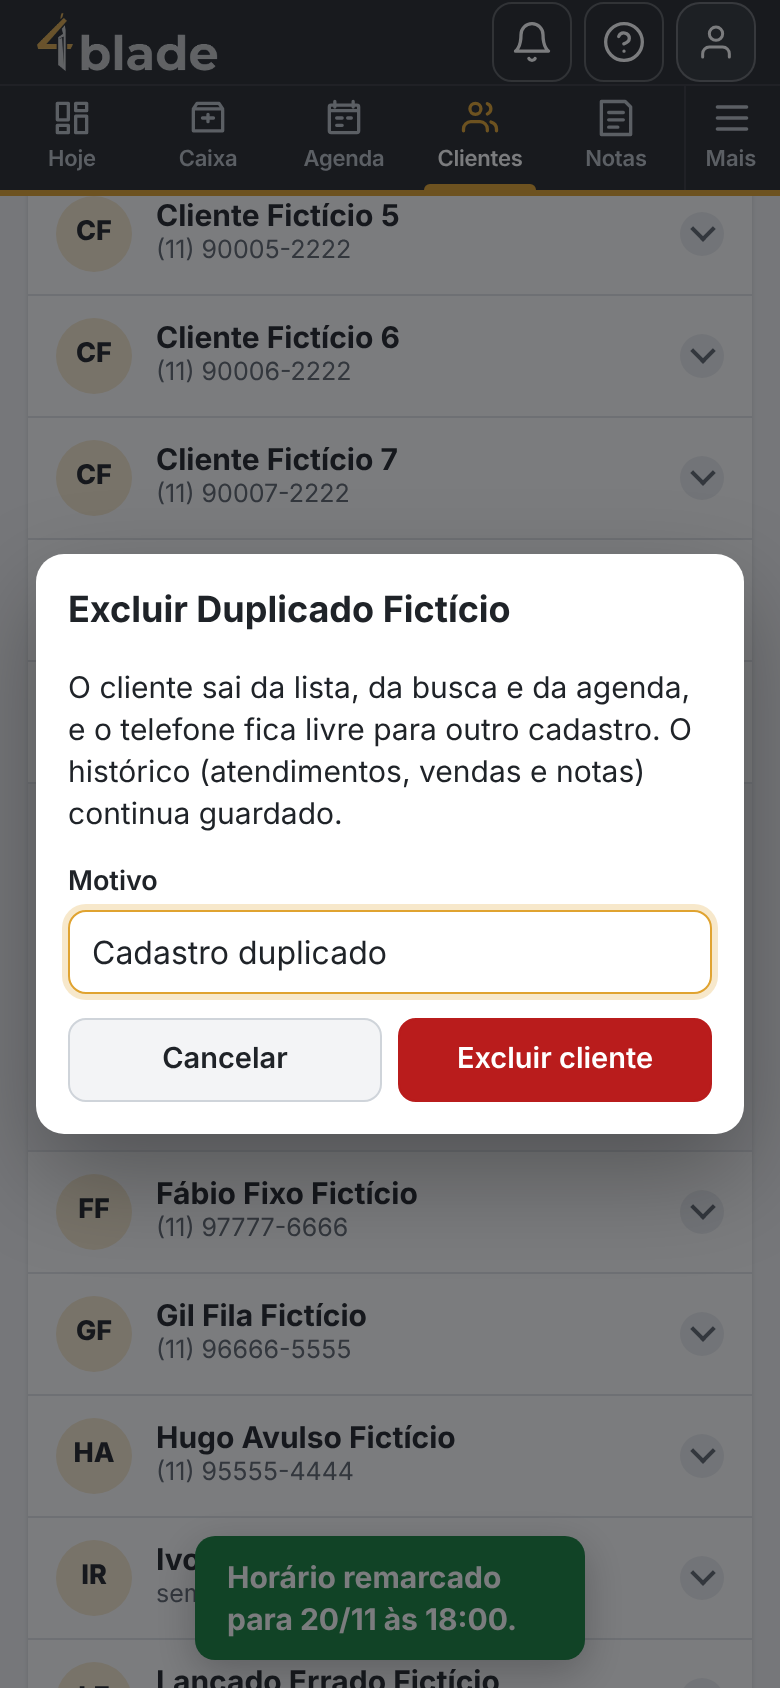 4blade
Hoje
Caixa
Agenda
Clientes
Notas
Mais
CF
Cliente Fictício 5
(11) 90005-2222
CF
Cliente Fictício 6
(11) 90006-2222
CF
Cliente Fictício 7
(11) 90007-2222
Excluir Duplicado Fictício
O cliente sai da lista, da busca e da agenda,
e o telefone fica livre para outro cadastro. O
histórico (atendimentos, vendas e notas)
continua guardado.
Motivo
Cadastro duplicado
Cancelar
Excluir cliente
FF
Fábio Fixo Fictício
(11) 97777-6666
GF
Gil Fila Fictício
(11) 96666-5555
HA
Hugo Avulso Fictício
(11) 95555-4444
IR
Horário remarcado
para 20/11 às 18:00.
Lançado Errado Fictício